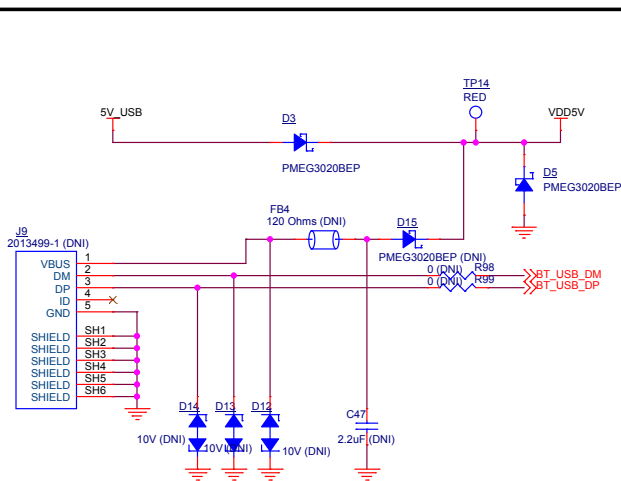 TP14
RED
5V_USB
D3
VDD5V
PMEG3020BEP
D5
PMEG3020BEP
FB4
120 Ohms (DNI)
D15
PMEG3020BEP (DNI)
J9
2013499-1 (DNI)
VBUS 1
DM 2
DP 3
ID 4
GND 5
0 (DNI) R98
BT_USB_DM
0 (DNI) R99
BT_USB_DP
SHIELD SH1
SHIELD SH2
SHIELD SH3
SHIELD SH4
SHIELD SH5
SHIELD SH6
D14 D13 D12
10V (DNI)
10V (DNI)
10V (DNI)
C47
2.2uF (DNI)